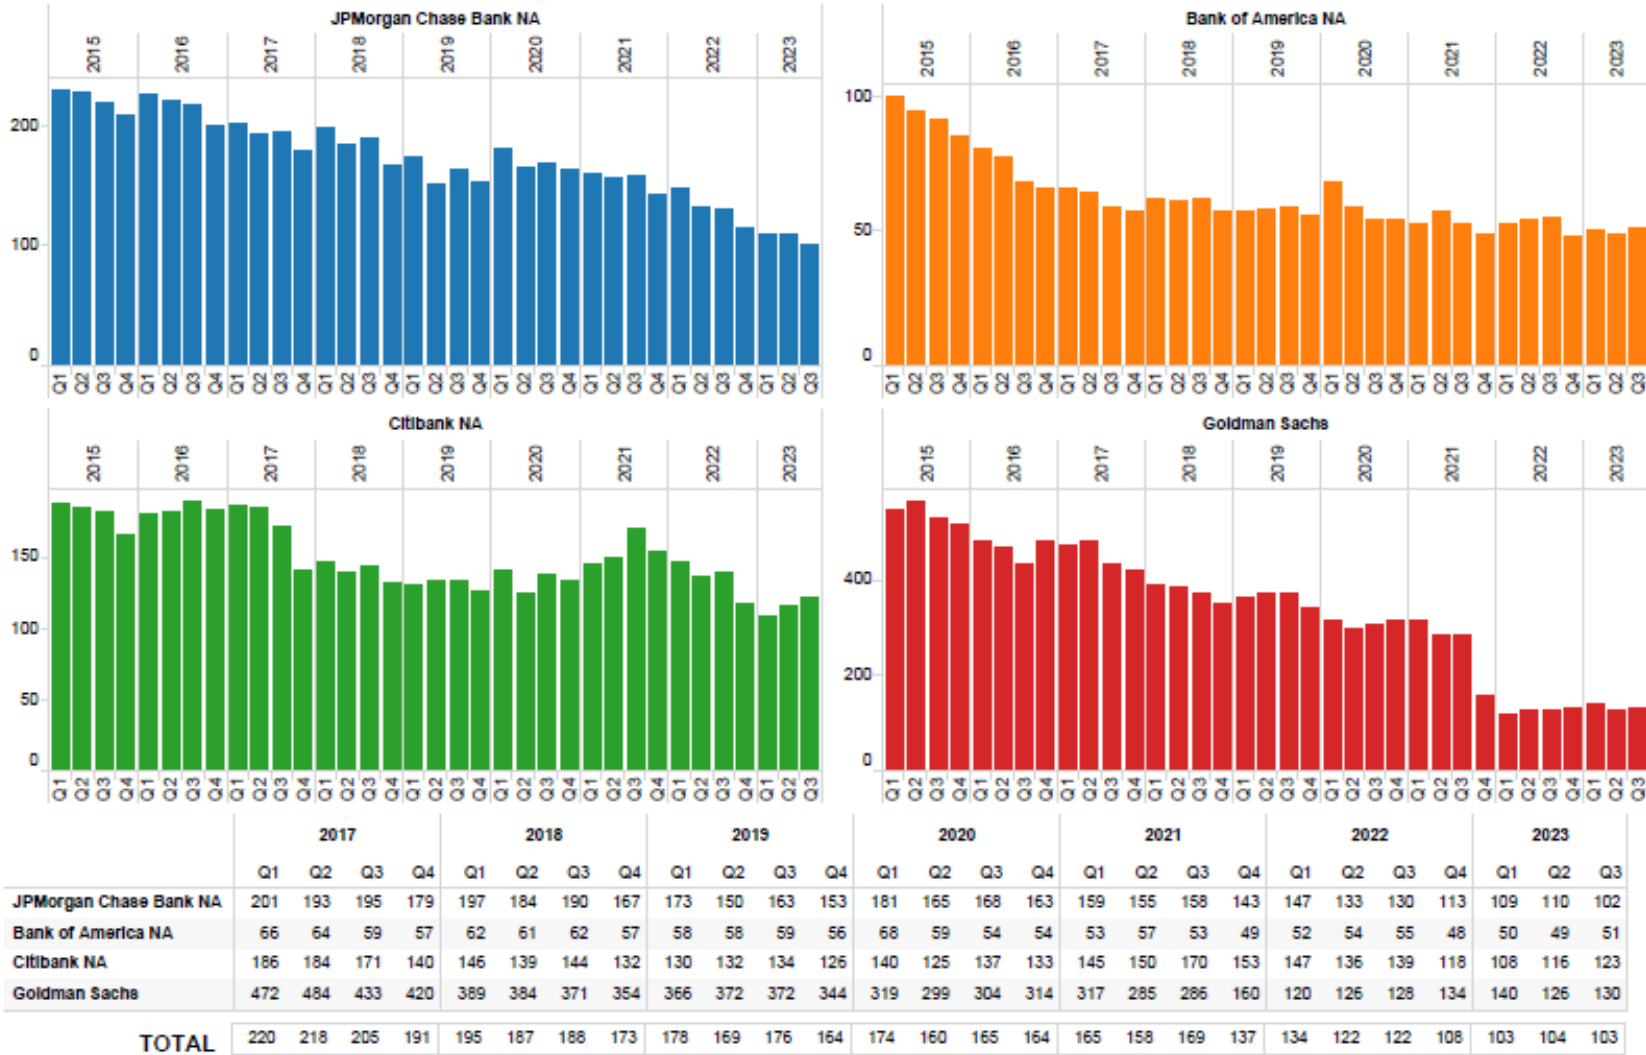 JPMorgan Chase Bank NA
2015 2016 2017 2018 2019 2020 2021 2022 2023
200
100
0
Q1 Q2 Q3 Q4 Q1 Q2 Q3 Q4 Q1 Q2 Q3 Q4 Q1 Q2 Q3 Q4 Q1 Q2 Q3 Q4 Q1 Q2 Q3 Q4 Q1 Q2 Q3 Q4 Q1 Q2 Q3 Q4 Q1 Q2 Q3
Bank of America NA
2015 2016 2017 2018 2019 2020 2021 2022 2023
100
50
0
Q1 Q2 Q3 Q4 Q1 Q2 Q3 Q4 Q1 Q2 Q3 Q4 Q1 Q2 Q3 Q4 Q1 Q2 Q3 Q4 Q1 Q2 Q3 Q4 Q1 Q2 Q3 Q4 Q1 Q2 Q3 Q4 Q1 Q2 Q3
Citibank NA
2015 2016 2017 2018 2019 2020 2021 2022 2023
150
100
50
0
Q1 Q2 Q3 Q4 Q1 Q2 Q3 Q4 Q1 Q2 Q3 Q4 Q1 Q2 Q3 Q4 Q1 Q2 Q3 Q4 Q1 Q2 Q3 Q4 Q1 Q2 Q3 Q4 Q1 Q2 Q3 Q4 Q1 Q2 Q3
Goldman Sachs
2015 2016 2017 2018 2019 2020 2021 2022 2023
400
200
0
Q1 Q2 Q3 Q4 Q1 Q2 Q3 Q4 Q1 Q2 Q3 Q4 Q1 Q2 Q3 Q4 Q1 Q2 Q3 Q4 Q1 Q2 Q3 Q4 Q1 Q2 Q3 Q4 Q1 Q2 Q3 Q4 Q1 Q2 Q3
2017 2018 2019 2020 2021 2022 2023
Q1 Q2 Q3 Q4 Q1 Q2 Q3 Q4 Q1 Q2 Q3 Q4 Q1 Q2 Q3 Q4 Q1 Q2 Q3 Q4 Q1 Q2 Q3 Q4 Q1 Q2 Q3
JPMorgan Chase Bank NA 201 193 195 179 197 184 190 167 173 150 163 153 181 165 168 163 159 155 158 143 147 133 130 113 109 110 102
Bank of America NA 66 64 59 57 62 61 62 57 58 58 59 56 68 59 54 54 53 57 53 49 52 54 55 48 50 49 51
Citibank NA 186 184 171 140 146 139 144 132 130 132 134 126 140 125 137 133 145 150 170 153 147 136 139 118 108 116 123
Goldman Sachs 472 484 433 420 389 384 371 354 366 372 372 344 319 299 304 314 317 285 286 160 120 126 128 134 140 126 130
TOTAL 220 218 205 191 195 187 188 173 178 169 176 164 174 160 165 164 165 158 169 137 134 122 122 108 103 104 103